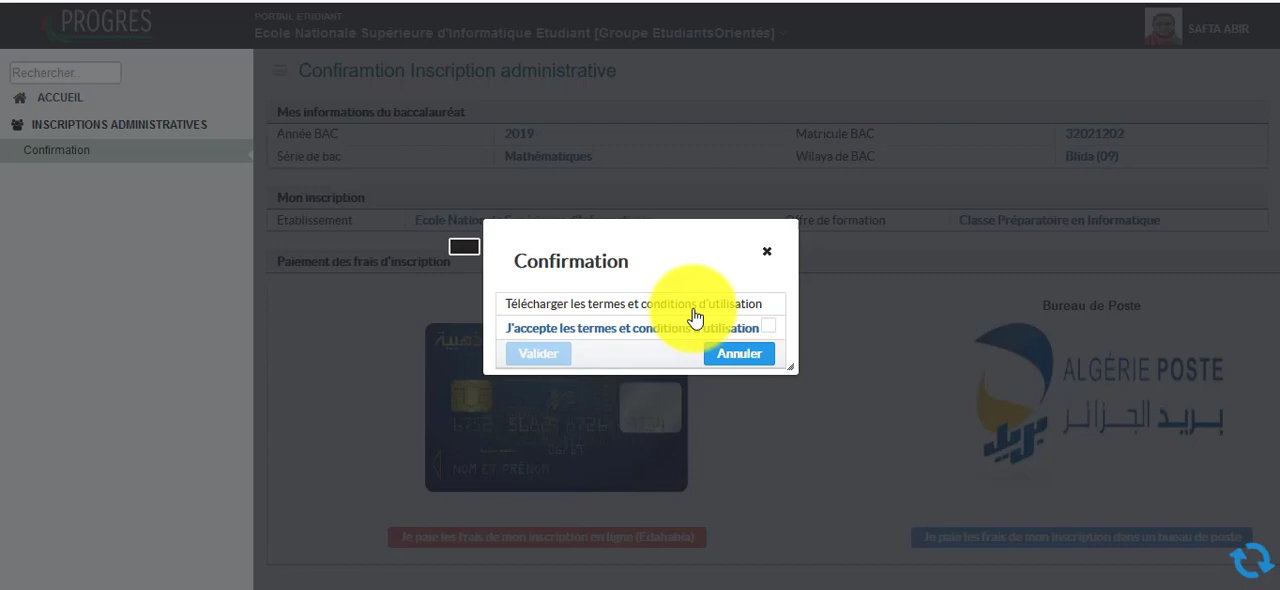 PROGRES
PORTAIL ETUDIANT
Ecole Nationale Supérieure d'Informatique Etudiant [Groupe EtudiantsOrientés]
SAFTA ABIR
Rechercher.
ACCUEIL
INSCRIPTIONS ADMINISTRATIVES
Confirmation
Confiramtion Inscription administrative
Mes informations du baccalauréat
Année BAC 2019 Matricule BAC 32021202
Série de bac Mathématiques Wilaya de BAC Blida (09)
Mon inscription
Etablissement Ecole Offre de formation Classe Préparatoire en Informatique
Paiement des frais d'inscription
Confirmation
Télécharger les termes et conditions d'utilisation
J'accepte les termes et conditions d'utilisation
Valider Annuler
Bureau de Poste
NOM ET PRÉNOM
ALGÉRIE POSTE
بريد الجزائر
Je paie les frais de mon inscription en ligne (Edahabia)
Je paie les frais de mon inscription dans un bureau de poste